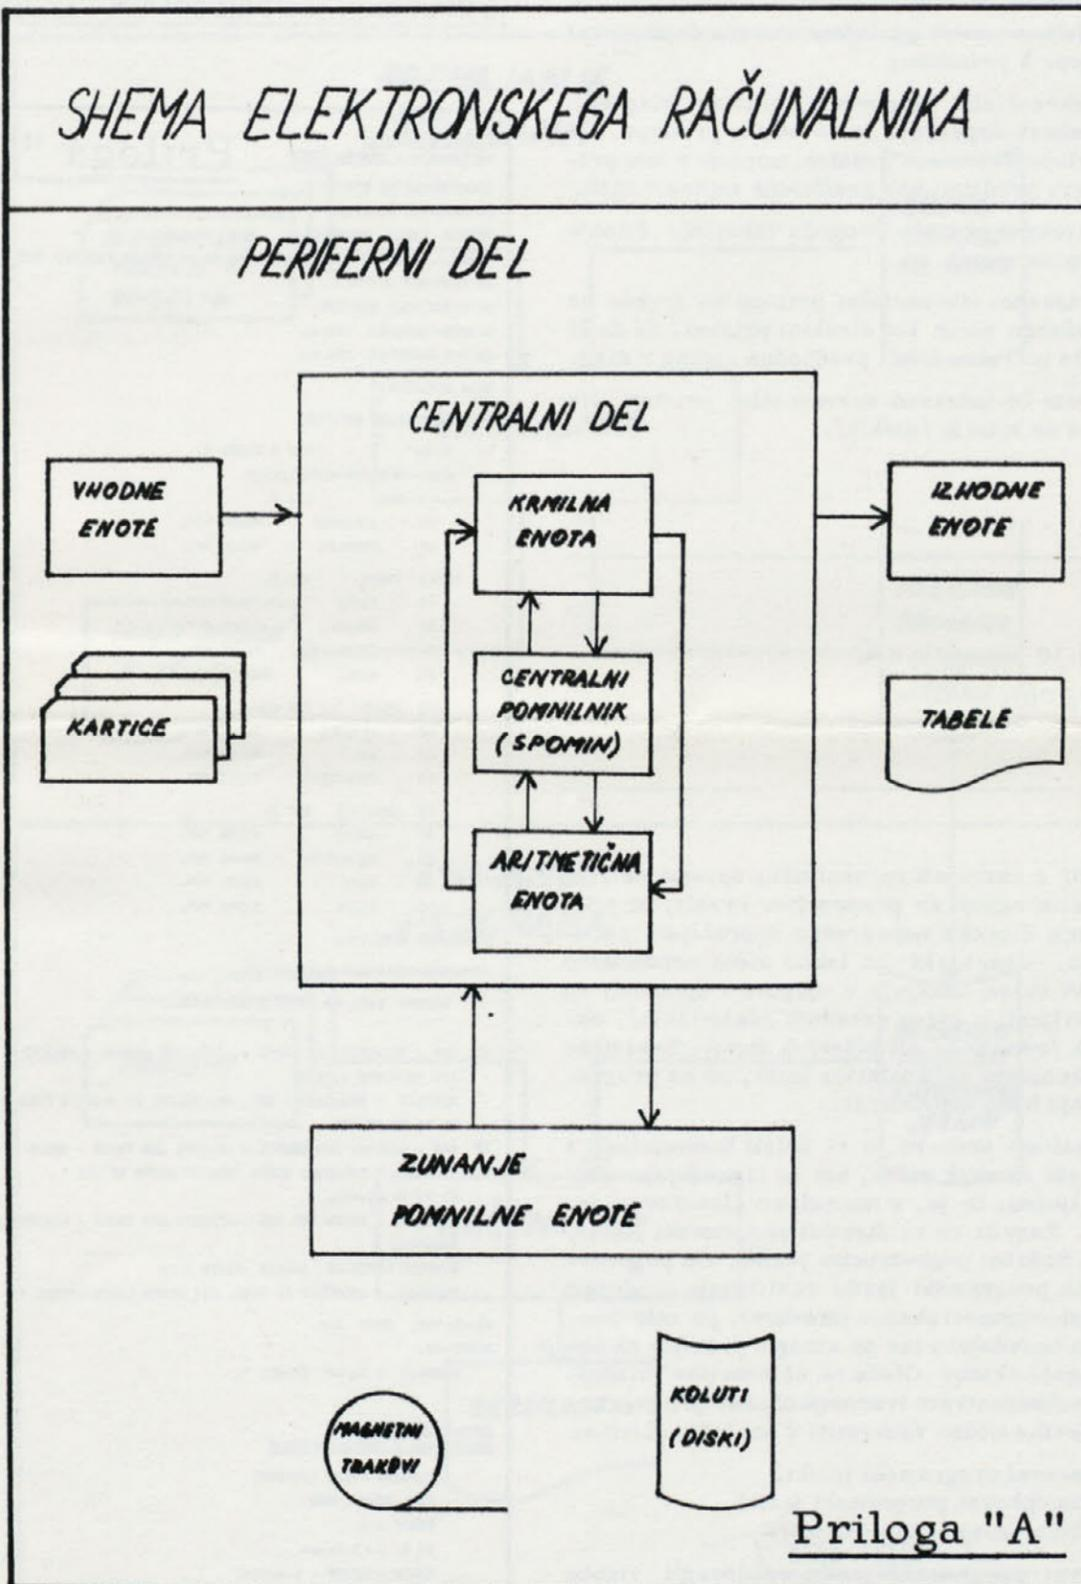 SHEMA ELEKTRONSKEGA RAČUNALNIKA
PERIFERNI DEL
CENTRALNI DEL
VHODNE
ENOTE
KRMILNA
ENOTA
IZHODNE
ENOTE
KARTICE
CENTRALNI
POMNILNIK
(SPOMIN)
TABELE
ARITMETIČNA
ENOTA
ZUNANJE
POMNILNE ENOTE
MAGNETNI
TRAKOVI
KOLUTI
(DISKI)
Priloga "A"